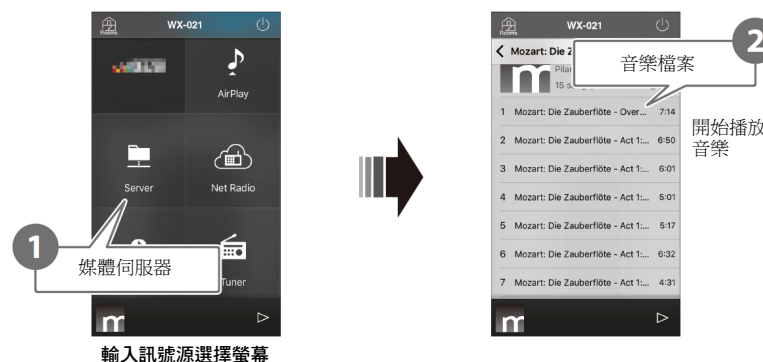 Rooms
WX-021
AirPlay
Server
Net Radio
1
媒體伺服器
Tuner
m
輸入訊號源選擇螢幕
Rooms
WX-021
2
Mozart: Die Z
音樂檔案
m
Pilar
15 s
1 Mozart: Die Zauberflöte - Over... 7:14
2 Mozart: Die Zauberflöte - Act 1:... 6:50
3 Mozart: Die Zauberflöte - Act 1:... 6:01
4 Mozart: Die Zauberflöte - Act 1:... 5:01
5 Mozart: Die Zauberflöte - Act 1:... 5:17
6 Mozart: Die Zauberflöte - Act 1:... 6:32
7 Mozart: Die Zauberflöte - Act 1:... 4:31
m
開始播放
音樂